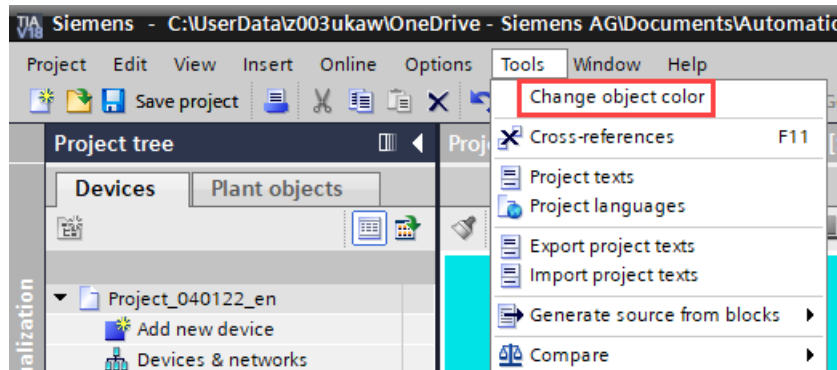 TIA V18 Siemens - C:\UserData\z003ukaw\OneDrive - Siemens AG\Documents\Automatic
Project Edit View Insert Online Options Tools Window Help
Save project
Change object color
Project tree
Cross-references F11
Devices Plant objects
Project texts
Project languages
Export project texts
Import project texts
Project_040122_en
Generate source from blocks
Add new device
Devices & networks
Compare